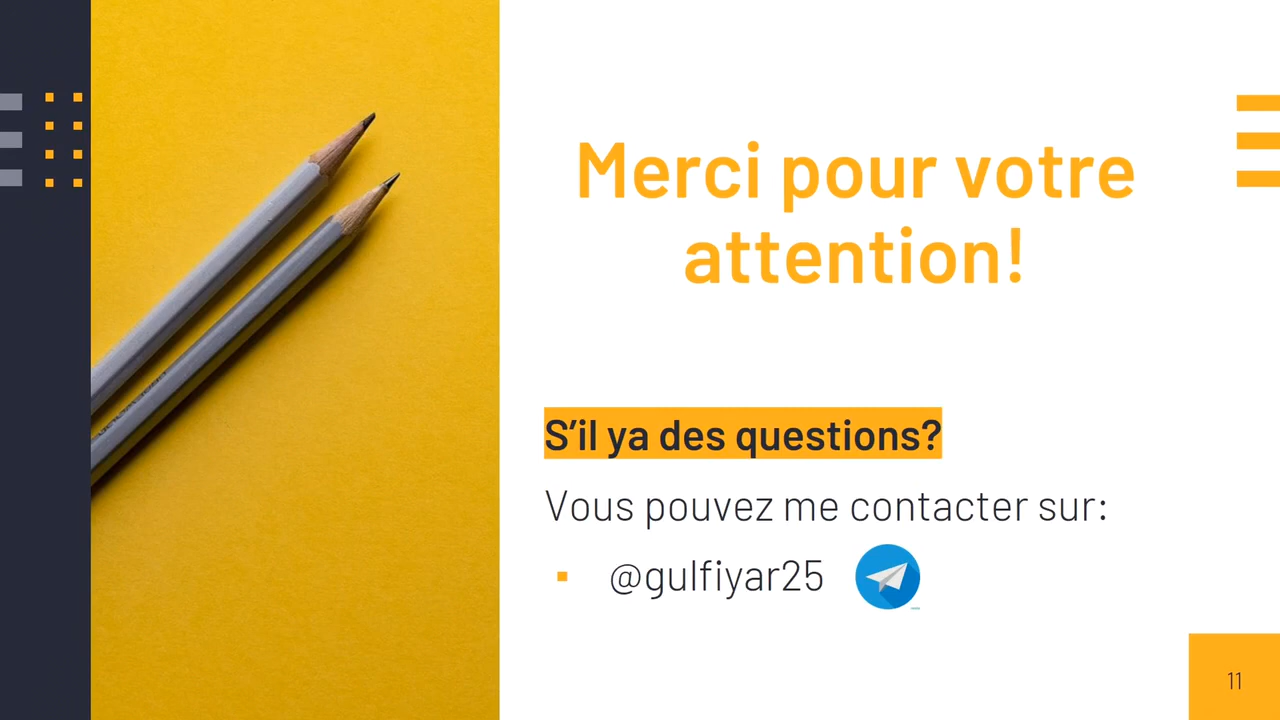 Merci pour votre
attention!
S’il ya des questions?
Vous pouvez me contacter sur:
@gulfiyar25
11